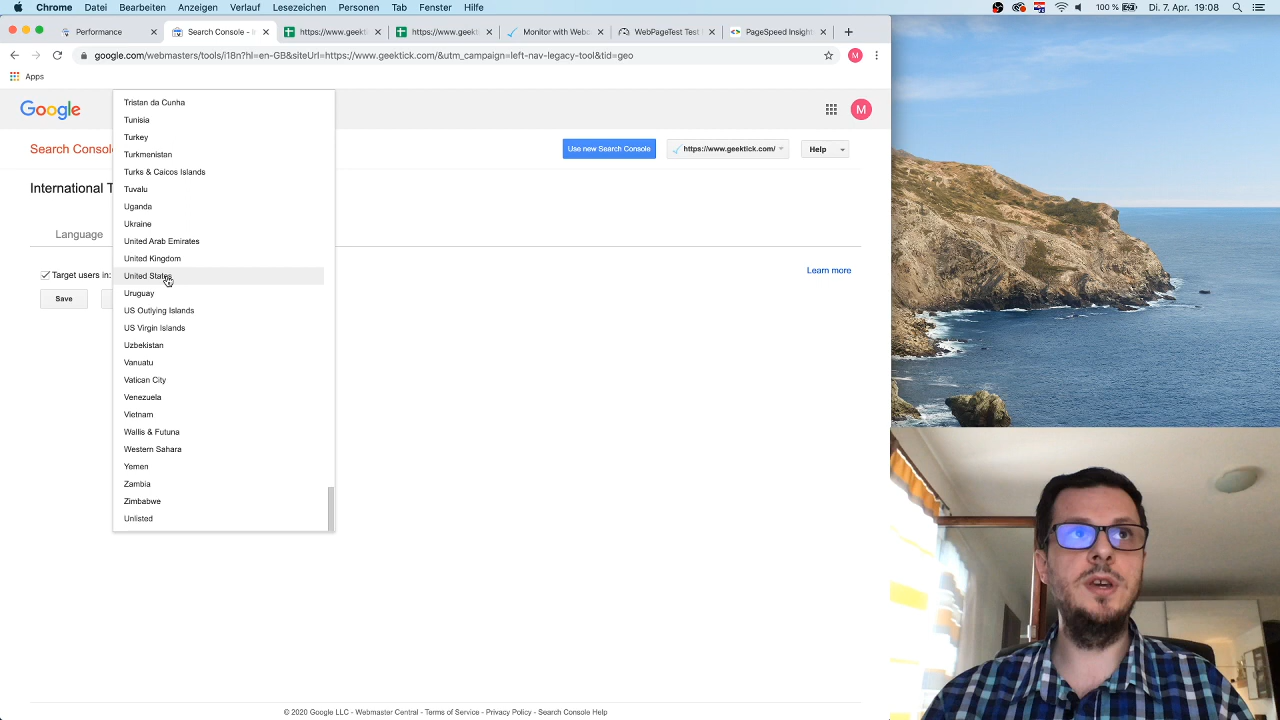 Chrome Datei Bearbeiten Anzeigen Verlauf Lesezeichen Personen Tab Fenster Hilfe 100 % Di. 7. Apr. 19:08
Performance Search Console - I https://www.geekt https://www.geekt Monitor with Webc WebPageTest Test PageSpeed Insight
google.com/webmasters/tools/i18n?hl=en-GB&siteUrl=https://www.geektick.com/&utm_campaign=left-nav-legacy-tool&tid=geo M
Apps
Google M
Search Conso Use new Search Console https://www.geektick.com/ Help
International T
Language
Target users in: Learn more
Save
Tristan da Cunha
Tunisia
Turkey
Turkmenistan
Turks & Caicos Islands
Tuvalu
Uganda
Ukraine
United Arab Emirates
United Kingdom
United States
Uruguay
US Outlying Islands
US Virgin Islands
Uzbekistan
Vanuatu
Vatican City
Venezuela
Vietnam
Wallis & Futuna
Western Sahara
Yemen
Zambia
Zimbabwe
Unlisted
© 2020 Google LLC - Webmaster Central - Terms of Service - Privacy Policy - Search Console Help